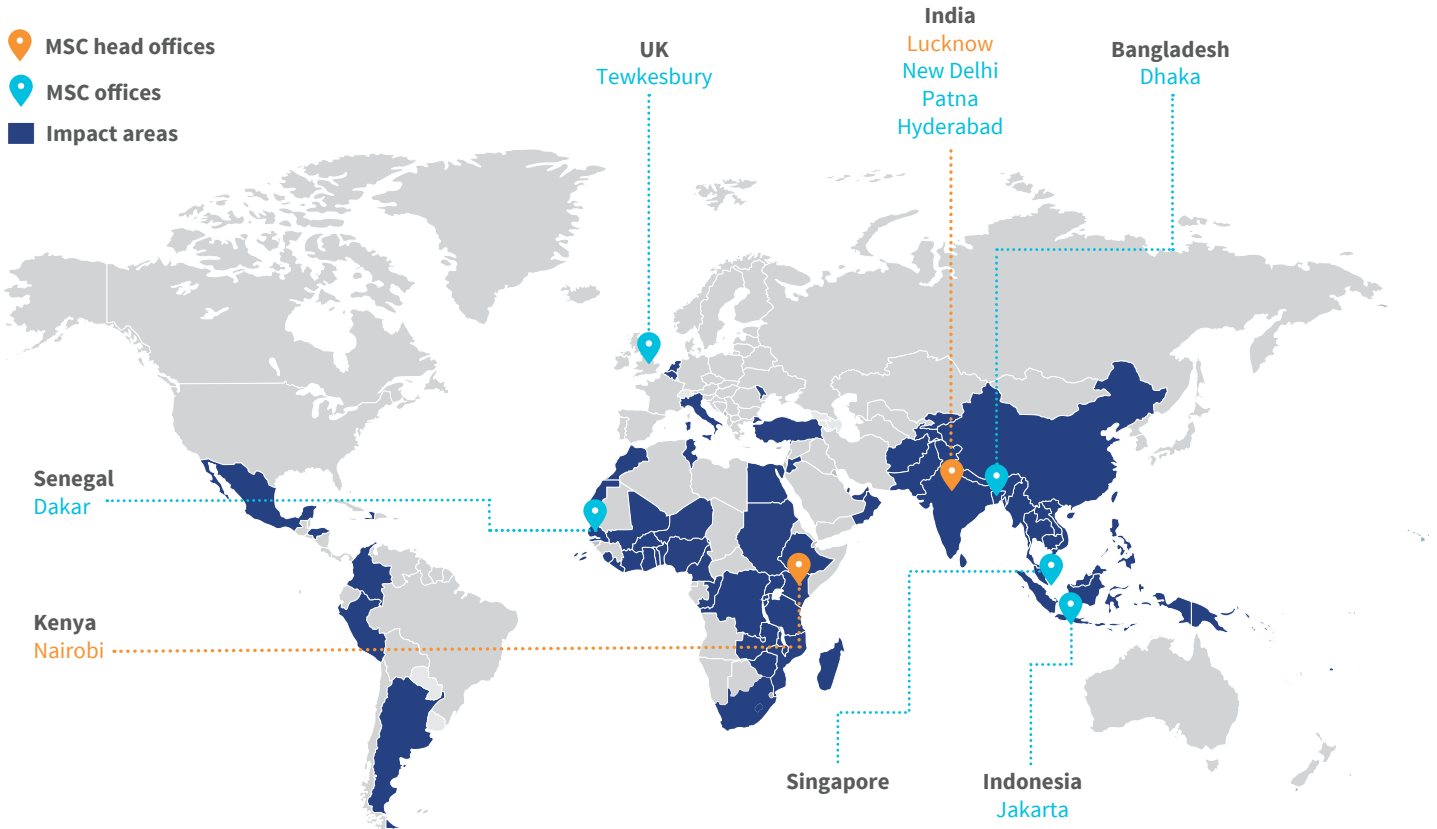 MSC head offices
MSC offices
Impact areas
UK
Tewkesbury
India
Lucknow
New Delhi
Patna
Hyderabad
Bangladesh
Dhaka
Senegal
Dakar
Kenya
Nairobi
Singapore
Indonesia
Jakarta